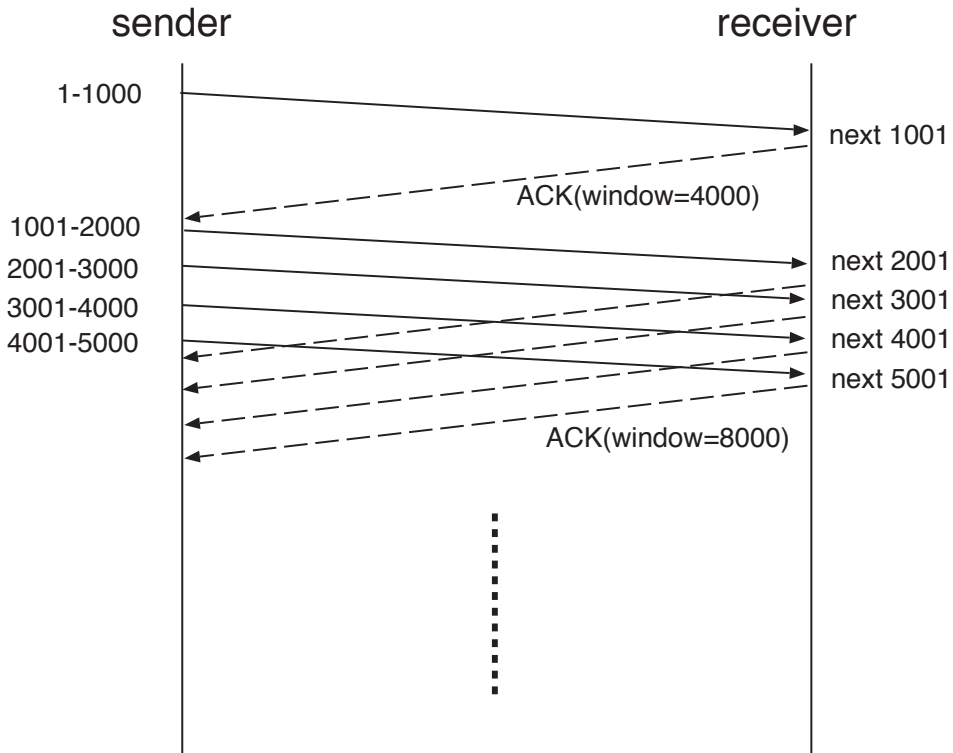 sender
receiver
1-1000
next 1001
ACK(window=4000)
1001-2000
next 2001
2001-3000
next 3001
3001-4000
next 4001
4001-5000
next 5001
ACK(window=8000)